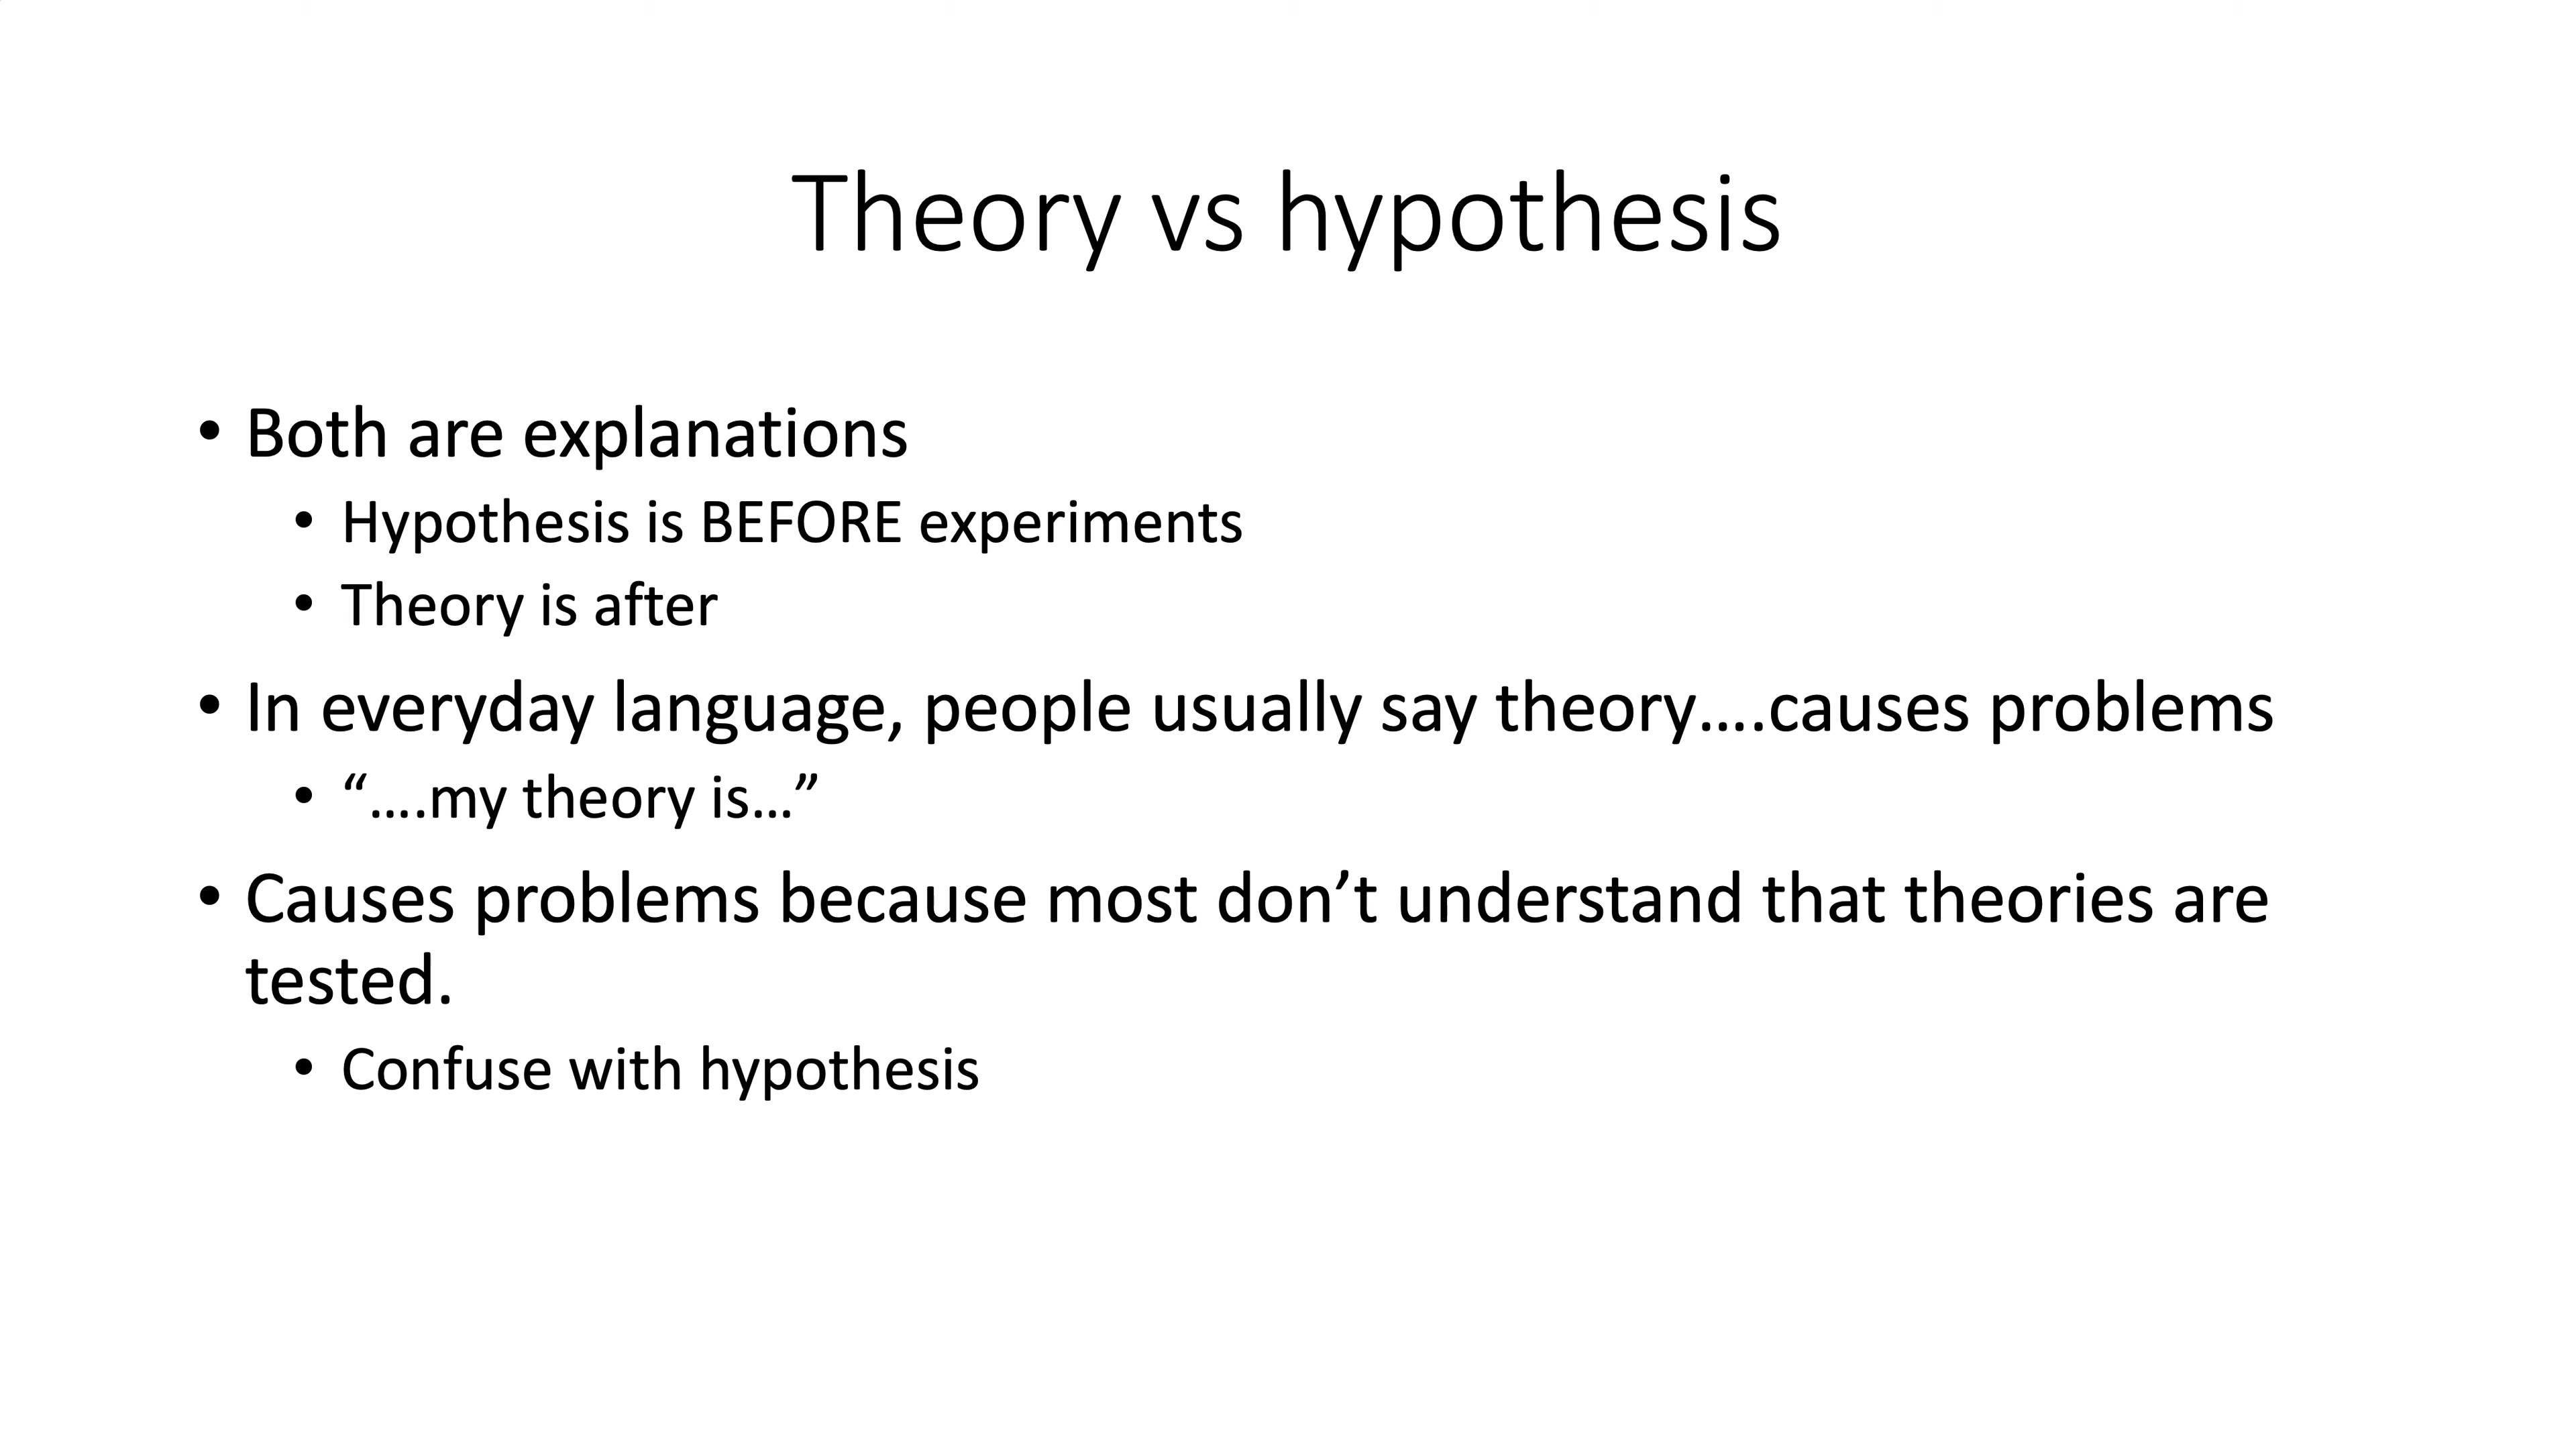 Theory vs hypothesis
• Both are explanations
• Hypothesis is BEFORE experiments
• Theory is after
• In everyday language, people usually say theory....causes problems
• “....my theory is...”
• Causes problems because most don’t understand that theories are
tested.
• Confuse with hypothesis